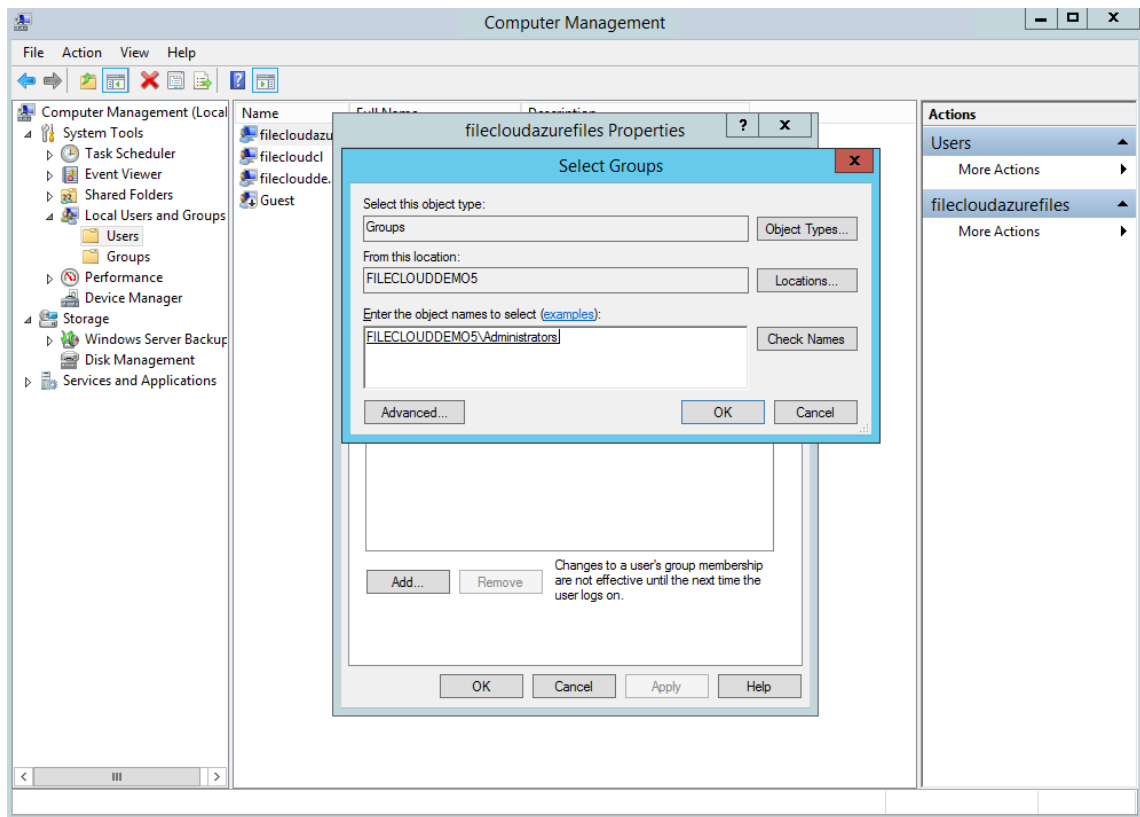 Computer Management
File Action View Help
Computer Management (Local
System Tools
Task Scheduler
Event Viewer
Shared Folders
Local Users and Groups
Users
Groups
Performance
Device Manager
Storage
Windows Server Backup
Disk Management
Services and Applications
Name
filecloudazu
filecloudcl
filecloudde.
Guest
filecloudazurefiles Properties
? x
Select Groups
x
Select this object type:
Groups
Object Types...
From this location:
FILECLOUDDEMO5
Locations...
Enter the object names to select (examples):
FILECLOUDDEMO5\Administrators
Check Names
Advanced...
OK
Cancel
Add...
Remove
Changes to a user's group membership
are not effective until the next time the
user logs on.
OK
Cancel
Apply
Help
Actions
Users
More Actions
filecloudazurefiles
More Actions